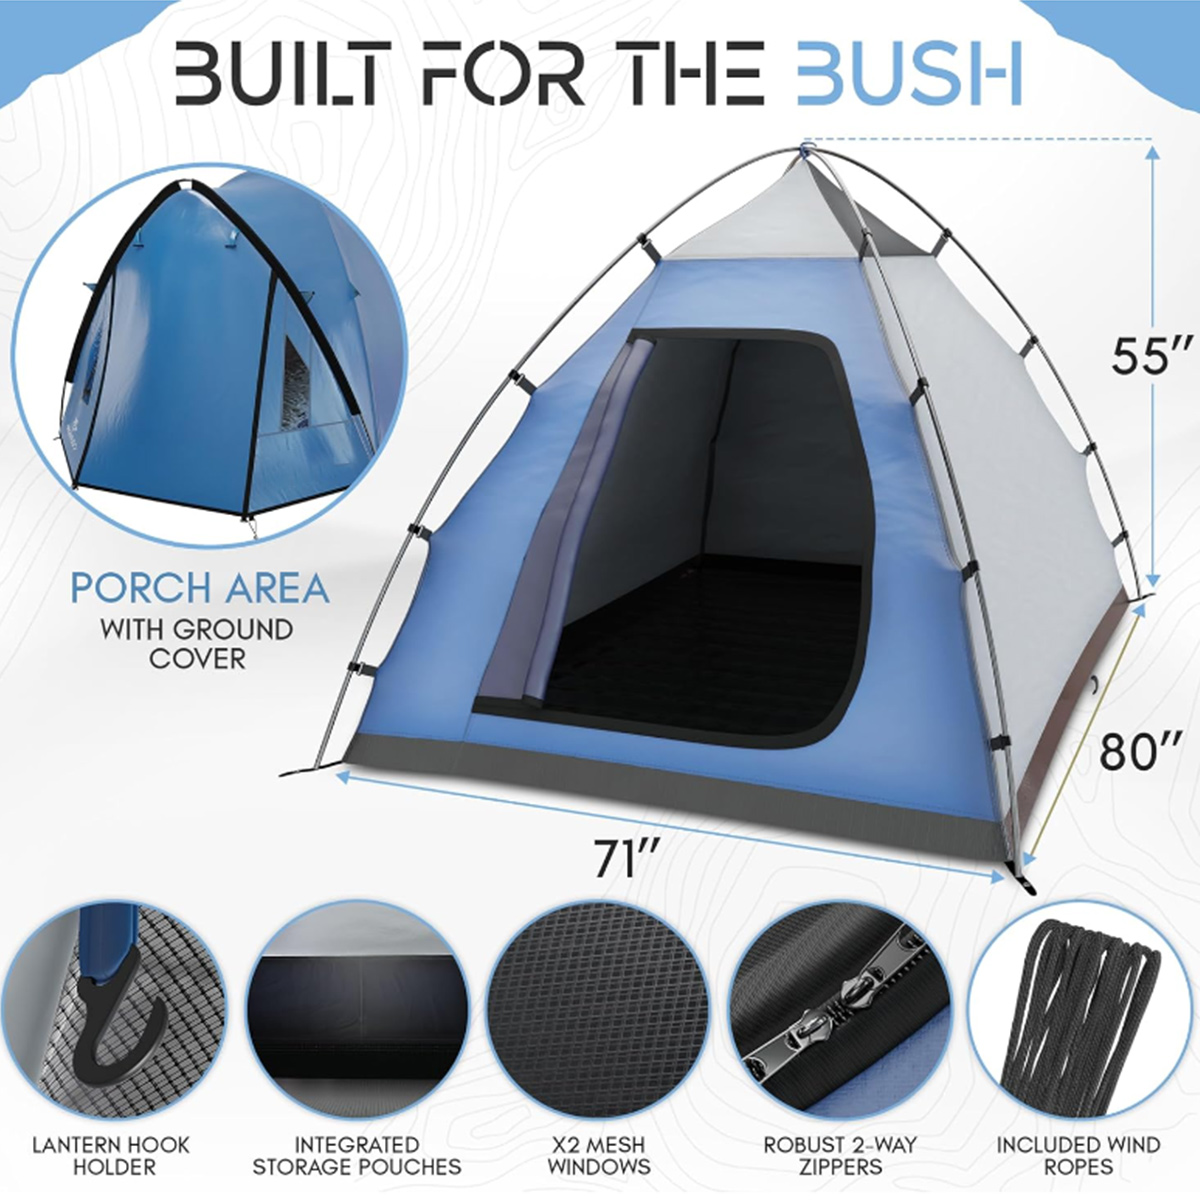 BUILT FOR THE BUSH
55"
PORCH AREA
WITH GROUND
COVER
80"
71"
LANTERN HOOK
HOLDER
INTEGRATED
STORAGE POUCHES
X2 MESH
WINDOWS
ROBUST 2-WAY
ZIPPERS
INCLUDED WIND
ROPES